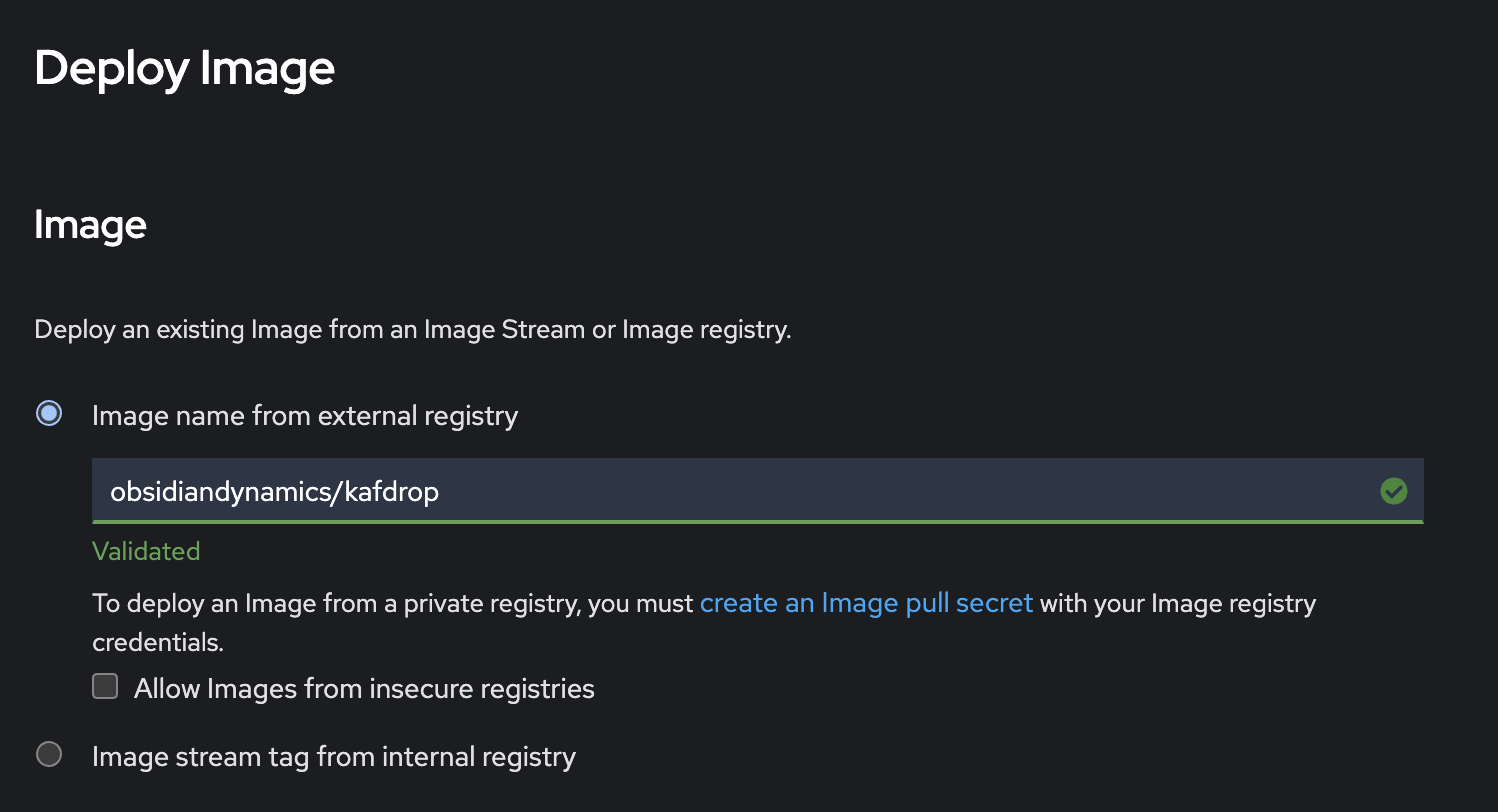 Deploy Image
Image
Deploy an existing Image from an Image Stream or Image registry.
Image name from external registry
obsidiandynamics/kafdrop
Validated
To deploy an Image from a private registry, you must create an Image pull secret with your Image registry
credentials.
Allow Images from insecure registries
Image stream tag from internal registry